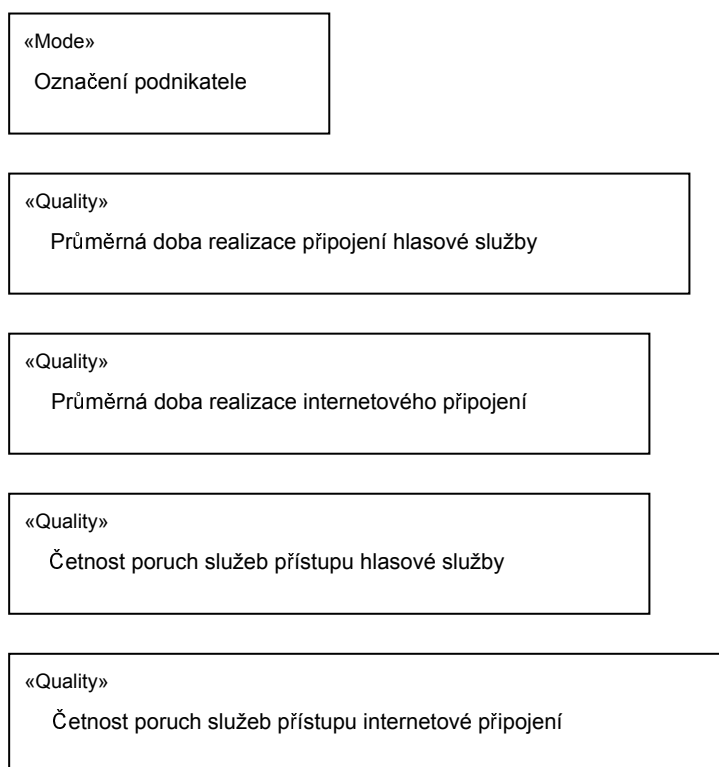 «Mode»
Označení podnikatele
«Quality»
Průměrná doba realizace připojení hlasové služby
«Quality»
Průměrná doba realizace internetového připojení
«Quality»
Četnost poruch služeb přístupu hlasové služby
«Quality»
Četnost poruch služeb přístupu internetové připojení